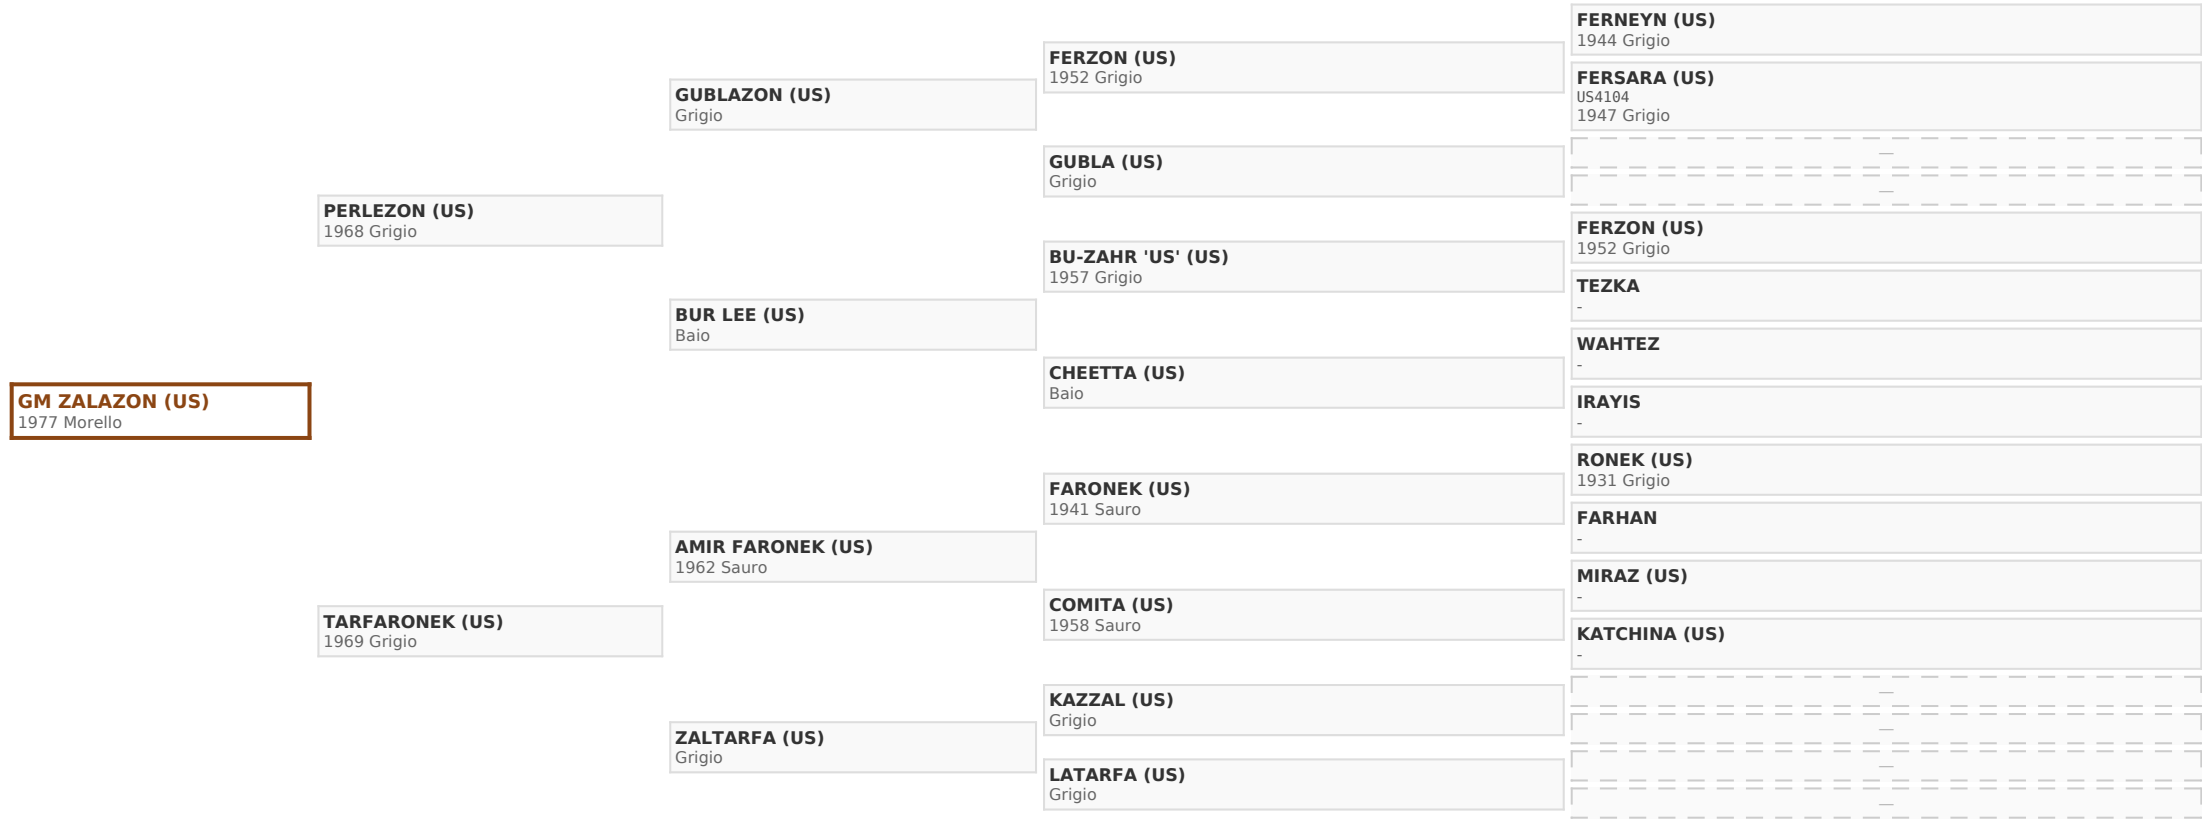 GM ZALAZON (US)
1977 Morello
PERLEZON (US)
1968 Grigio
TARFARONEK (US)
1969 Grigio
GUBLAZON (US)
Grigio
BUR LEE (US)
Baio
AMIR FARONEK (US)
1962 Sauro
ZALTARFA (US)
Grigio
FERZON (US)
1952 Grigio
GUBLA (US)
Grigio
BU-ZAHR 'US' (US)
1957 Grigio
CHEETTA (US)
Baio
FARONEK (US)
1941 Sauro
COMITA (US)
1958 Sauro
KAZZAL (US)
Grigio
LATARFA (US)
Grigio
FERNEYN (US)
1944 Grigio
FERSARA (US)
US4104
1947 Grigio
—
—
FERZON (US)
1952 Grigio
TEZKA
-
WAHTEZ
-
IRAYIS
-
RONEK (US)
1931 Grigio
FARHAN
-
MIRAZ (US)
-
KATCHINA (US)
-
—
—
—
—